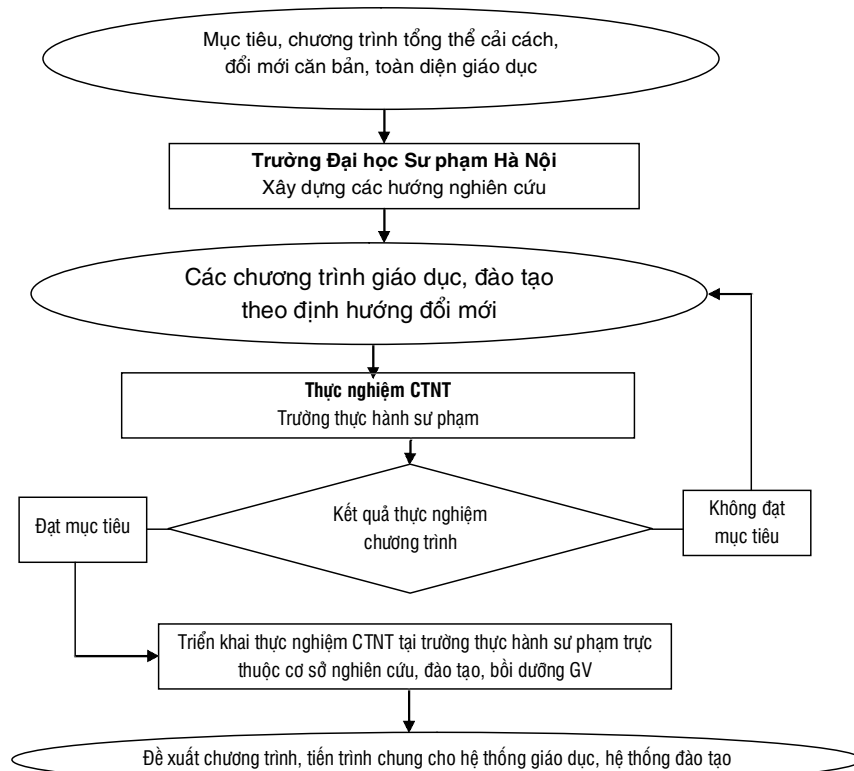 Mục tiêu, chương trình tổng thể cải cách,
đổi mới căn bản, toàn diện giáo dục
Trường Đại học Sư phạm Hà Nội
Xây dựng các hướng nghiên cứu
Các chương trình giáo dục, đào tạo
theo định hướng đổi mới
Thực nghiệm CTNT
Trường thực hành sư phạm
Đạt mục tiêu
Kết quả thực nghiệm
chương trình
Không đạt
mục tiêu
Triển khai thực nghiệm CTNT tại trường thực hành sư phạm trực
thuộc cơ sở nghiên cứu, đào tạo, bồi dưỡng GV
Đề xuất chương trình, tiến trình chung cho hệ thống giáo dục, hệ thống đào tạo